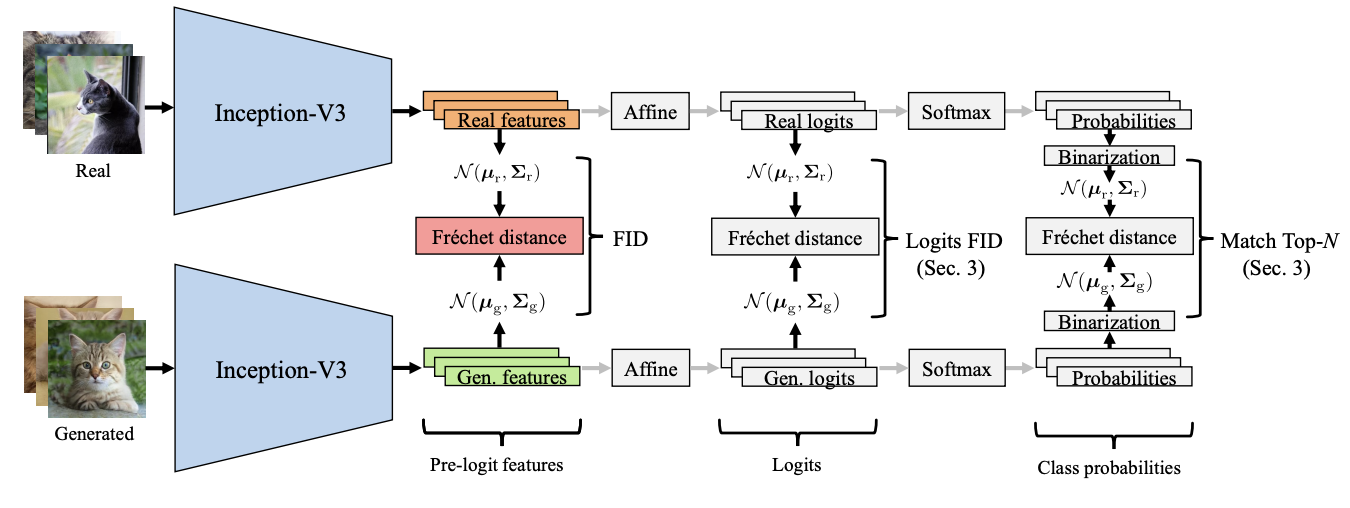 Real
Inception-V3
Real features
Affine
Real logits
Softmax
Probabilities
Binarization
𝒩(μr, Σr)
𝒩(μr, Σr)
𝒩(μr, Σr)
Fréchet distance
FID
Fréchet distance
Logits FID
(Sec. 3)
Fréchet distance
Match Top-N
(Sec. 3)
𝒩(μg, Σg)
𝒩(μg, Σg)
𝒩(μg, Σg)
Binarization
Generated
Inception-V3
Gen. features
Affine
Gen. logits
Softmax
Probabilities
Pre-logit features
Logits
Class probabilities